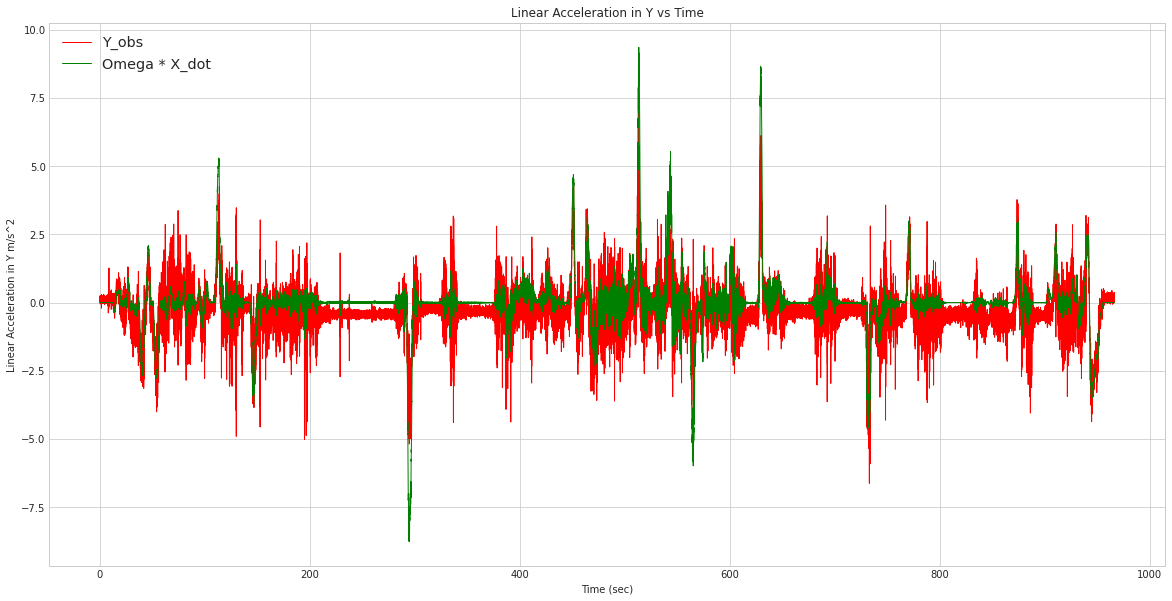 Linear Acceleration in Y vs Time
Y_obs
Omega * X_dot
Linear Acceleration in Y m/s^2
10.0
7.5
5.0
2.5
0.0
−2.5
−5.0
−7.5
0 200 400 600 800 1000
Time (sec)